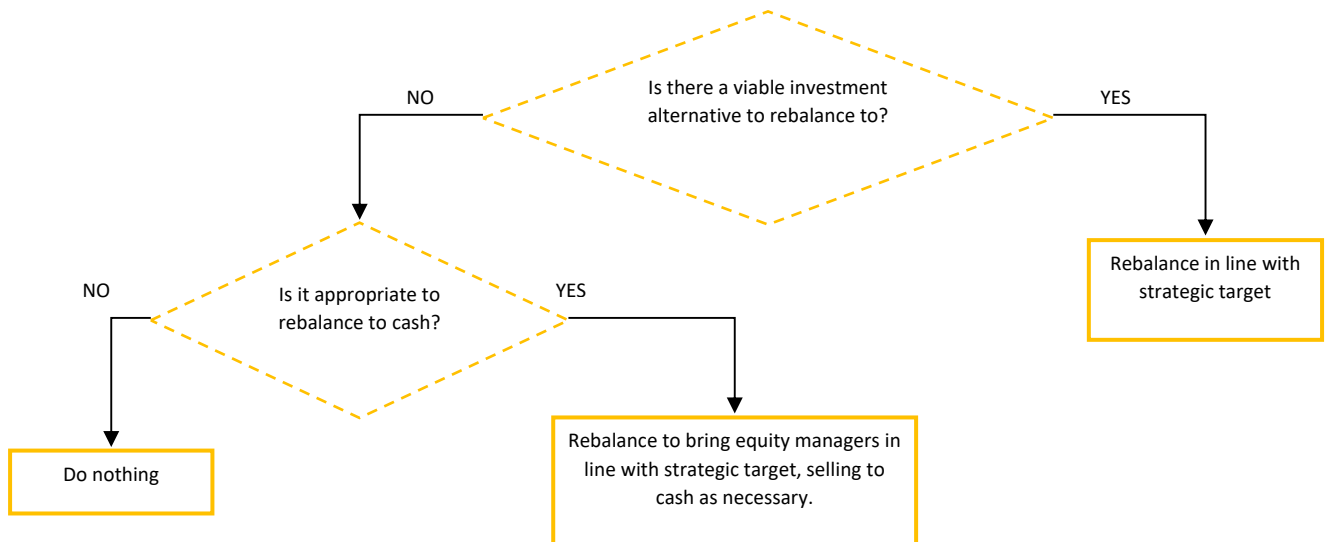 Is there a viable investment
alternative to rebalance to?
NO
YES
Rebalance in line with
strategic target
Is it appropriate to
rebalance to cash?
NO
YES
Do nothing
Rebalance to bring equity managers in
line with strategic target, selling to
cash as necessary.